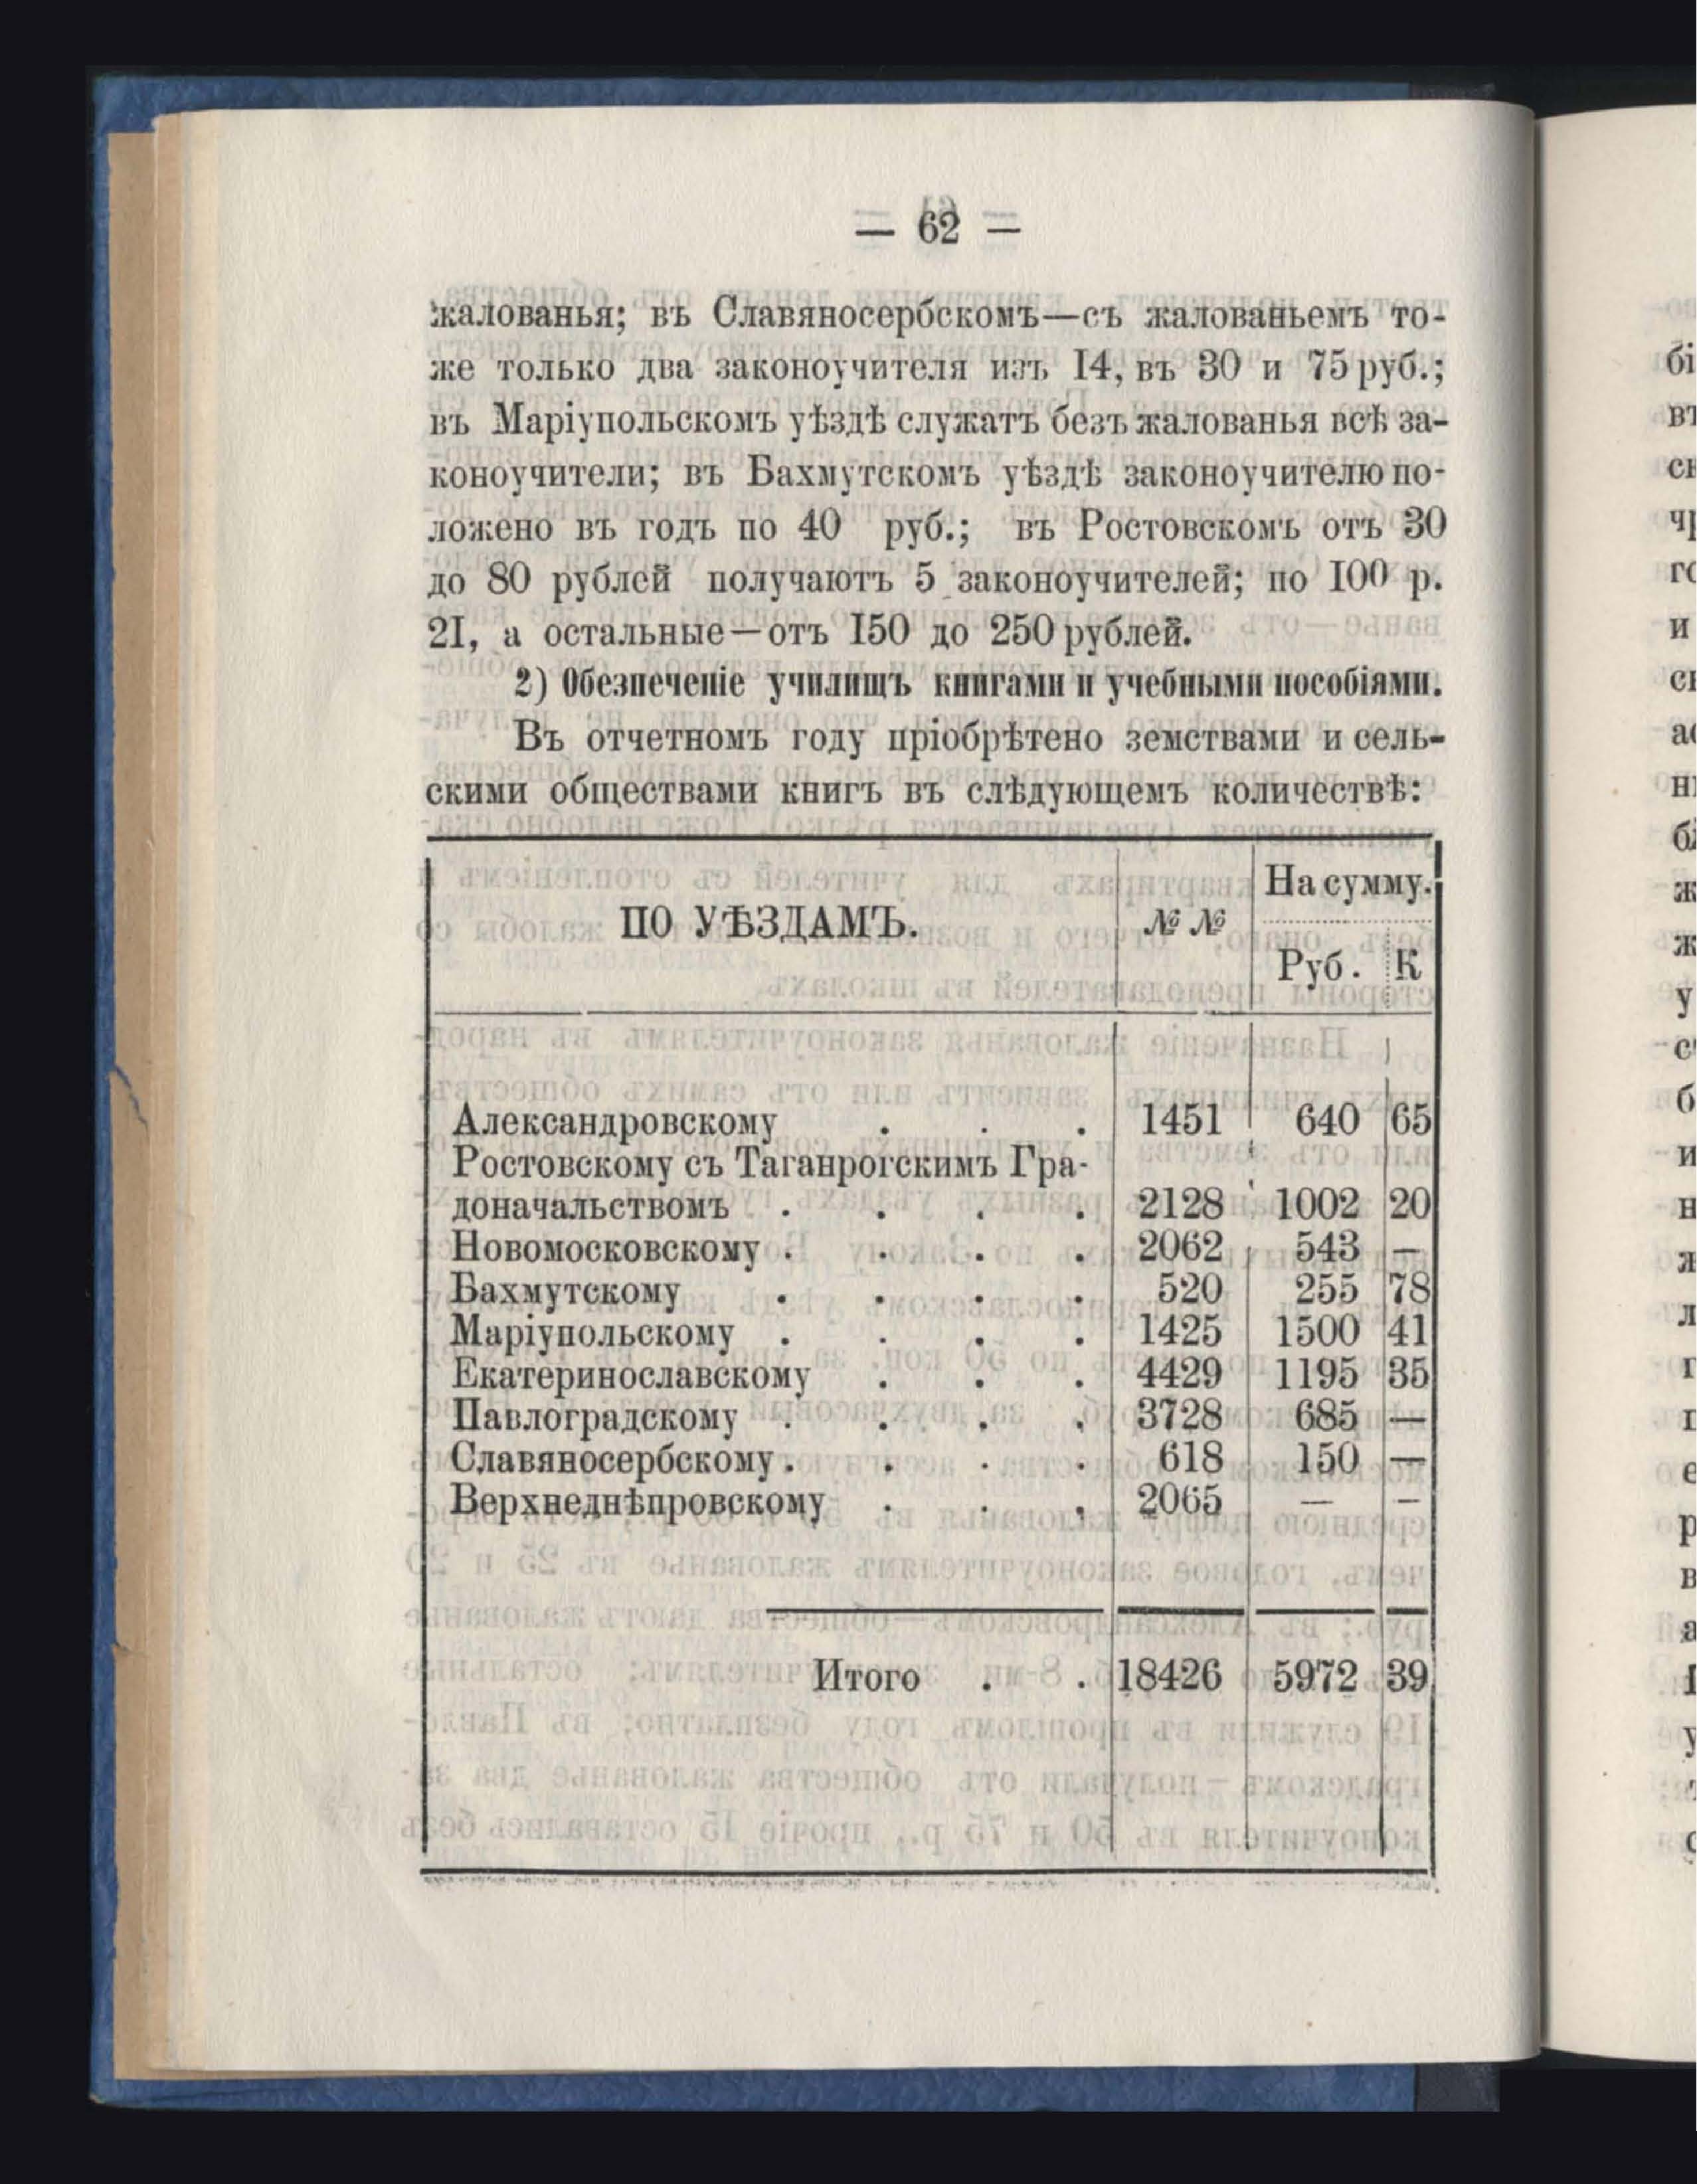 — 62 —
жалованья; въ Славяносербскомъ—съ жалованьемъ то-
же только два законоучителя изъ 14, въ 30 и 75 руб.;
въ Маріупольскомъ уѣздѣ служатъ безъ жалованья всѣ за-
коноучители; въ Бахмутскомъ уѣздѣ законоучителю по-
ложено въ годъ по 40 руб.; въ Ростовскомъ отъ 30
до 80 рублей получаютъ 5 законоучителей; по 100 р.
21, а остальные—отъ 150 до 250 рублей.
2) Обезпеченіе училищъ книгами и учебными пособіями.
Въ отчетномъ году пріобрѣтено земствами и сель-
скими обществами книгъ въ слѣдующемъ количествѣ:
ПО УѢЗДАМЪ. №№ На сумму.
Руб. К
Александровскому . . . 1451 640 65
Ростовскому съ Таганрогскимъ Гра-
доначальствомъ . . . . 2128 1002 20
Новомосковскому . . . . 2062 543 —
Бахмутскому . . . . 520 255 78
Маріупольскому . . . . 1425 1500 41
Екатеринославскому . . . 4429 1195 35
Павлоградскому . . . . 3728 685 —
Славяносербскому . . . . 618 150 —
Верхнеднѣпровскому . . . 2065 — —
Итого . . 18426 5972 39